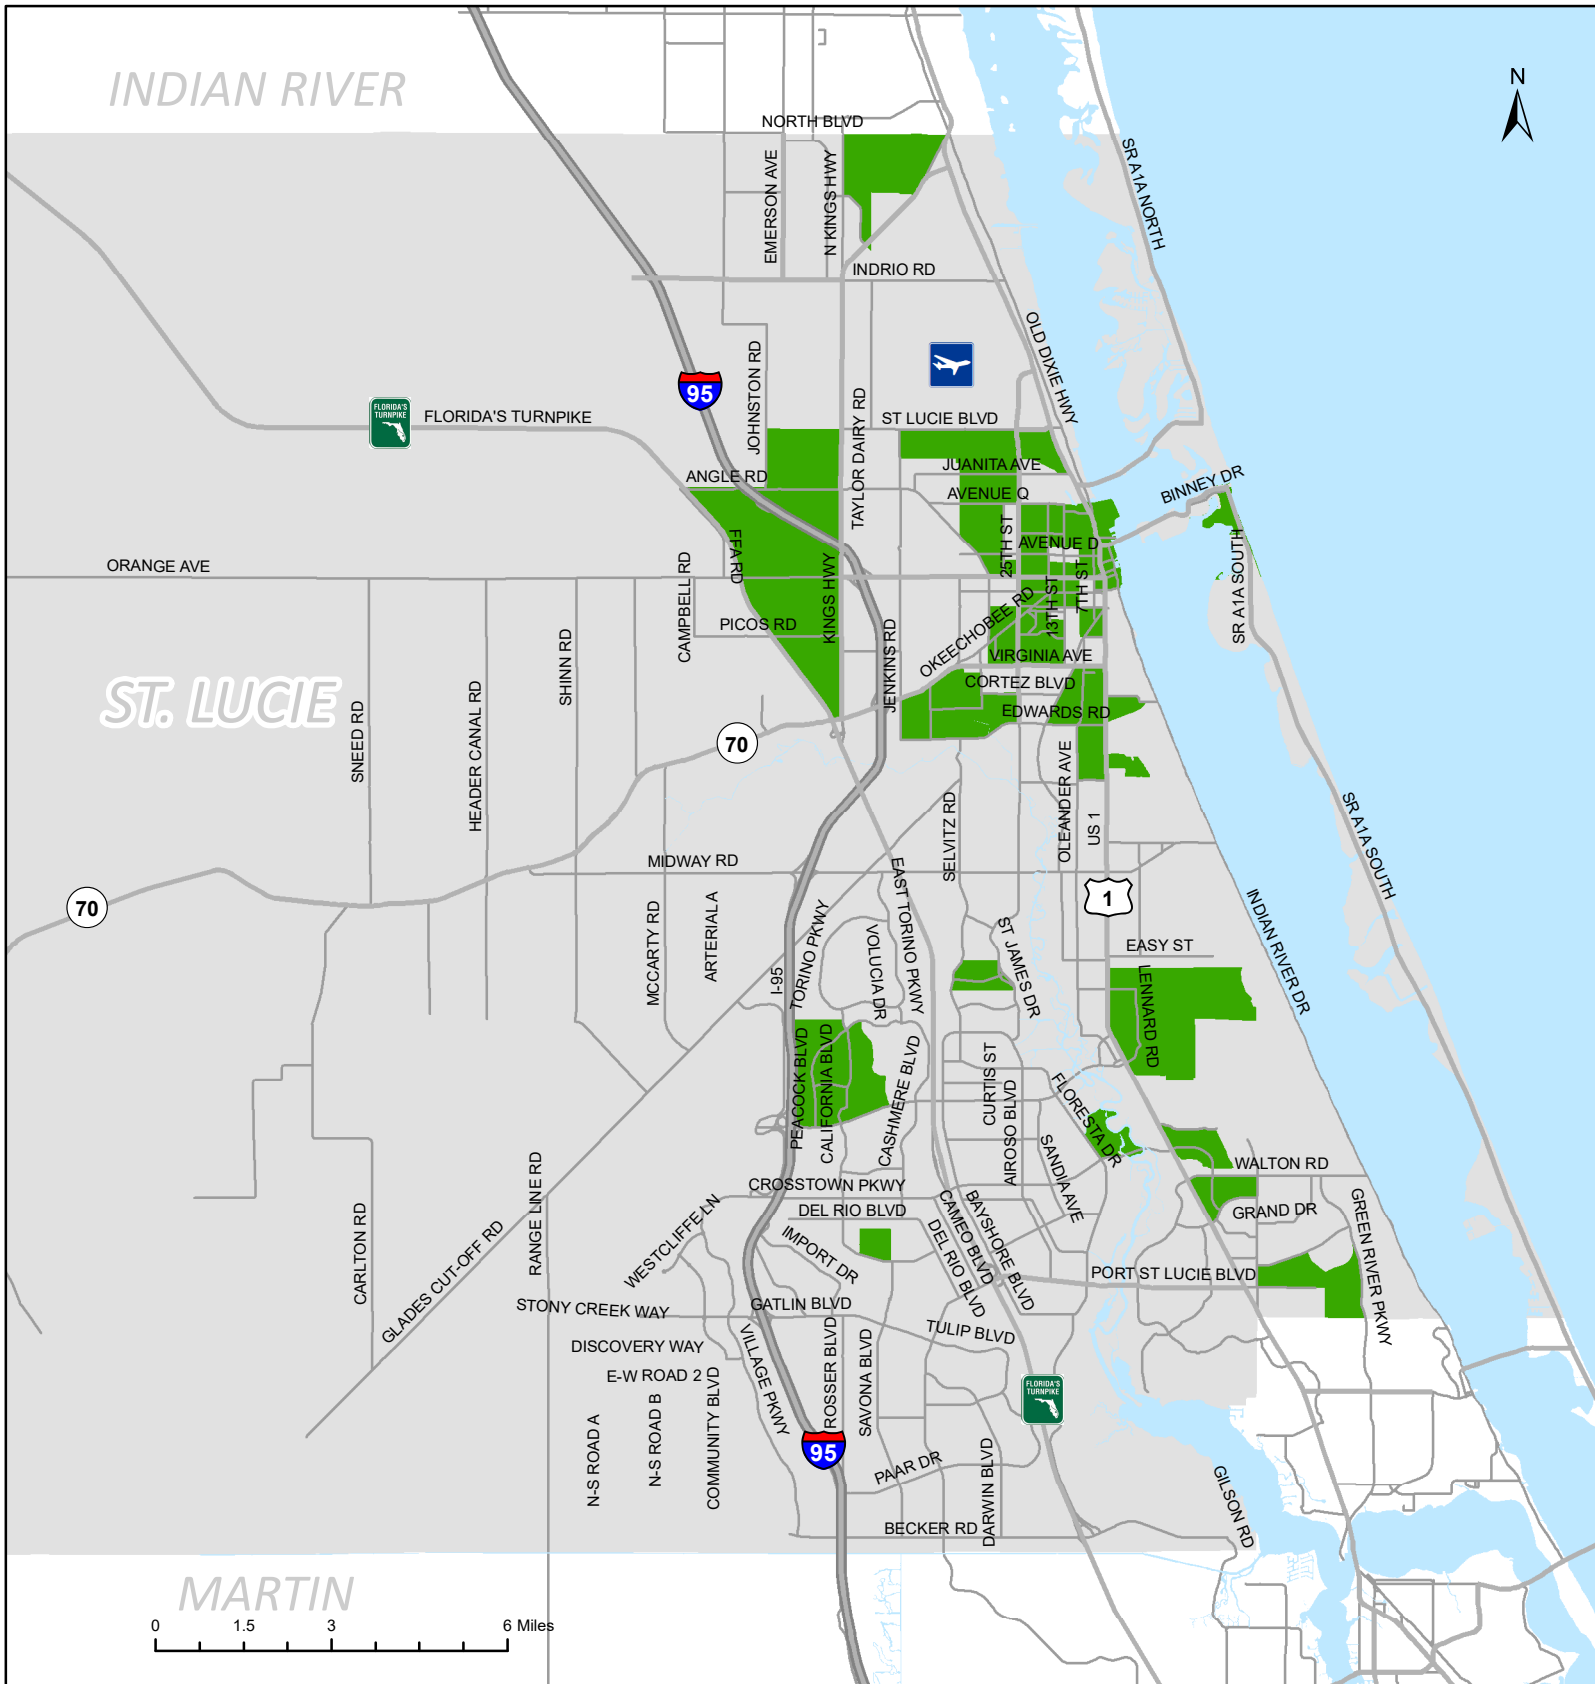 INDIAN RIVER
N
NORTH BLVD
SR A1A NORTH
EMERSON AVE
N KINGS HWY
INDRIO RD
OLD DIXIE HWY
JOHNSTON RD
95
FLORIDA'S
TURNPIKE
FLORIDA'S TURNPIKE
TAYLOR DAIRY RD
ST LUCIE BLVD
JUANITA AVE
ANGLE RD
AVENUE Q
BINNEY DR
25TH ST
AVENUE D
FFA RD
ORANGE AVE
CAMPBELL RD
KINGS HWY
7TH ST
13TH ST
SR A1A SOUTH
PICOS RD
OKEECHOBEE RD
JENKINS RD
VIRGINIA AVE
SHINN RD
CORTEZ BLVD
ST. LUCIE
HEADER CANAL RD
SNEED RD
EDWARDS RD
70
OLEANDER AVE
SELVITZ RD
US 1
SR A1A SOUTH
MIDWAY RD
EAST TORINO PKWY
70
1
MCCARTY RD
ARTERIAL A
TORINO PKWY
I-95
VOLUCIA DR
ST JAMES DR
EASY ST
INDIAN RIVER DR
LENNARD RD
PEACOCK BLVD
CALIFORNIA BLVD
CASHMERE BLVD
CURTIS ST
AIROSO BLVD
FLORESTA DR
SANDIA AVE
WALTON RD
RANGE LINE RD
CROSSTOWN PKWY
CARLTON RD
GLADES CUT-OFF RD
WESTCLIFFE LN
DEL RIO BLVD
CAMEO BLVD
BAYSHORE BLVD
GRAND DR
GREEN RIVER PKWY
IMPORT DR
DEL RIO BLVD
PORT ST LUCIE BLVD
STONY CREEK WAY
GATLIN BLVD
TULIP BLVD
DISCOVERY WAY
VILLAGE PKWY
ROSSER BLVD
SAVONA BLVD
E-W ROAD 2
FLORIDA'S
TURNPIKE
N-S ROAD A
N-S ROAD B
COMMUNITY BLVD
95
PAAR DR
DARWIN BLVD
GILSON RD
BECKER RD
MARTIN
0 1.5 3 6 Miles